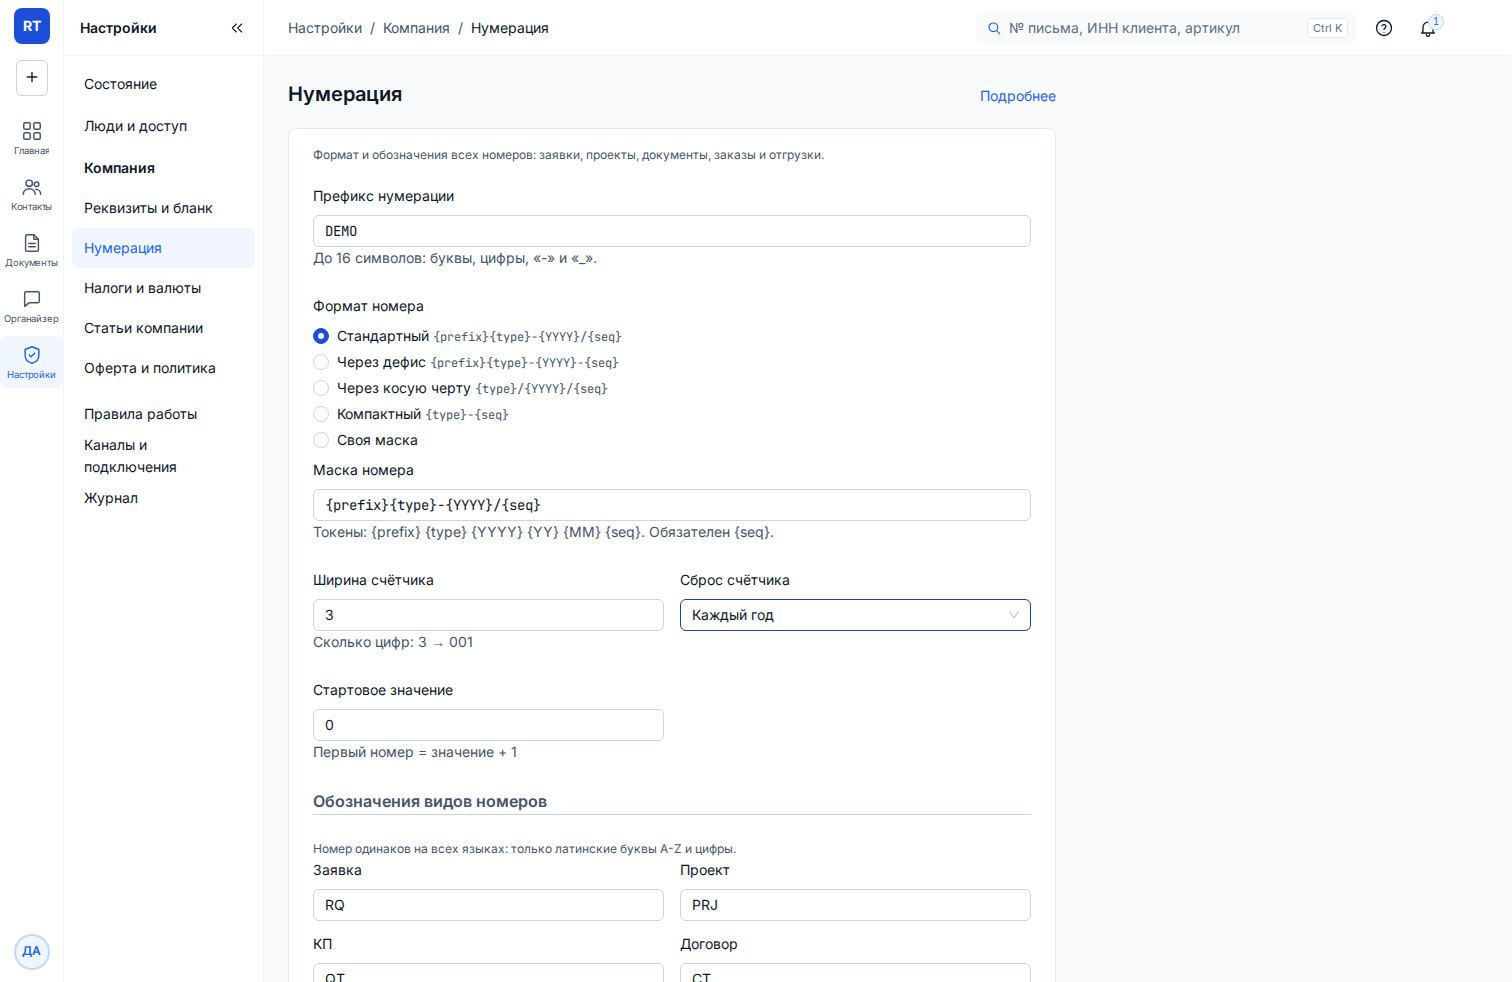 RT
Главная
Контакты
Документы
Органайзер
Настройки
ДА
Настройки
Состояние
Люди и доступ
Компания
Реквизиты и бланк
Нумерация
Налоги и валюты
Статьи компании
Оферта и политика
Правила работы
Каналы и
подключения
Журнал
Настройки / Компания / Нумерация
№ письма, ИНН клиента, артикул
Ctrl K
1
Нумерация
Подробнее
Формат и обозначения всех номеров: заявки, проекты, документы, заказы и отгрузки.
Префикс нумерации
DEMO
До 16 символов: буквы, цифры, «-» и «_».
Формат номера
Стандартный {prefix}{type}-{YYYY}/{seq}
Через дефис {prefix}{type}-{YYYY}-{seq}
Через косую черту {type}/{YYYY}/{seq}
Компактный {type}-{seq}
Своя маска
Маска номера
{prefix}{type}-{YYYY}/{seq}
Токены: {prefix} {type} {YYYY} {YY} {MM} {seq}. Обязателен {seq}.
Ширина счётчика
3
Сколько цифр: 3 → 001
Сброс счётчика
Каждый год
Стартовое значение
0
Первый номер = значение + 1
Обозначения видов номеров
Номер одинаков на всех языках: только латинские буквы A-Z и цифры.
Заявка
RQ
Проект
PRJ
КП
QT
Договор
CT